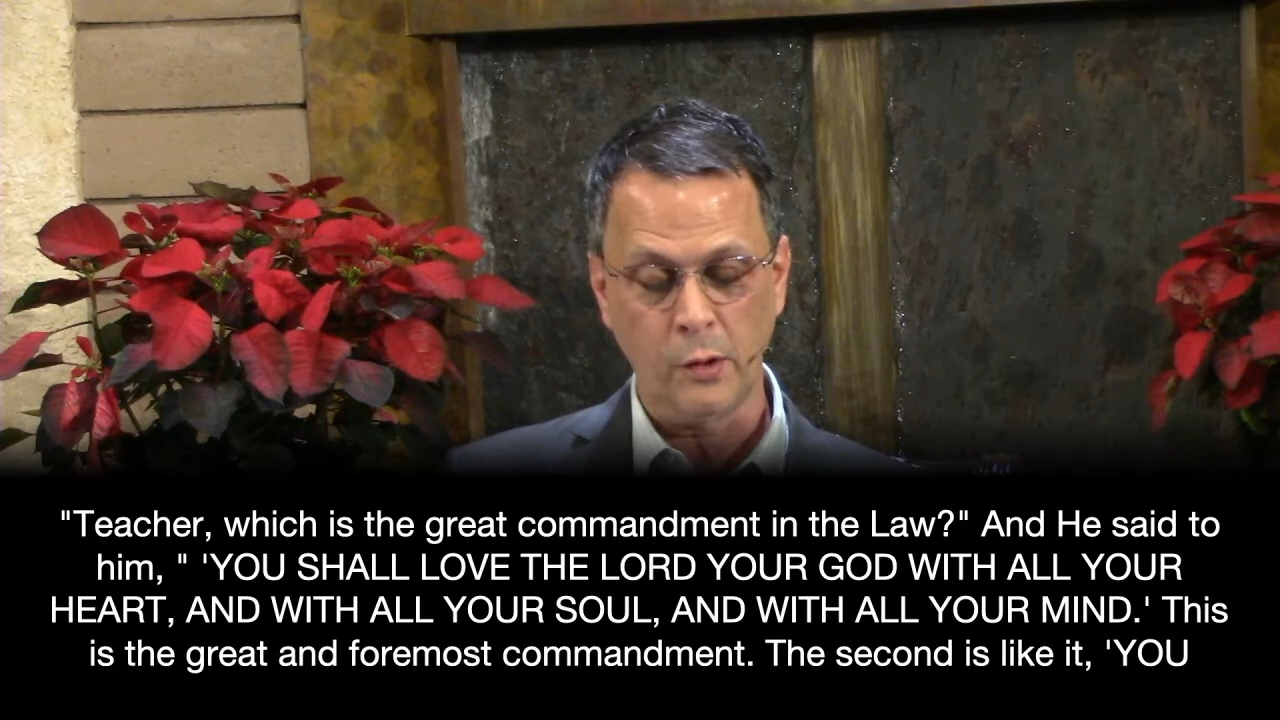 "Teacher, which is the great commandment in the Law?" And He said to
him, " 'YOU SHALL LOVE THE LORD YOUR GOD WITH ALL YOUR
HEART, AND WITH ALL YOUR SOUL, AND WITH ALL YOUR MIND.' This
is the great and foremost commandment. The second is like it, 'YOU